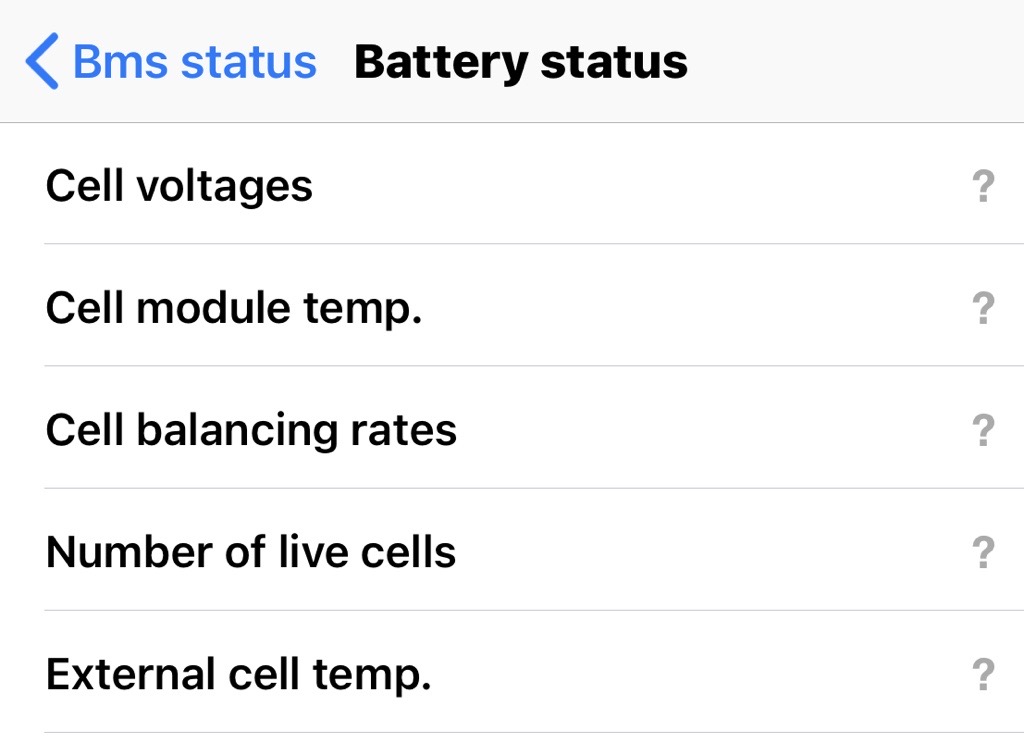 Bms status Battery status
Cell voltages ?
Cell module temp. ?
Cell balancing rates ?
Number of live cells ?
External cell temp. ?